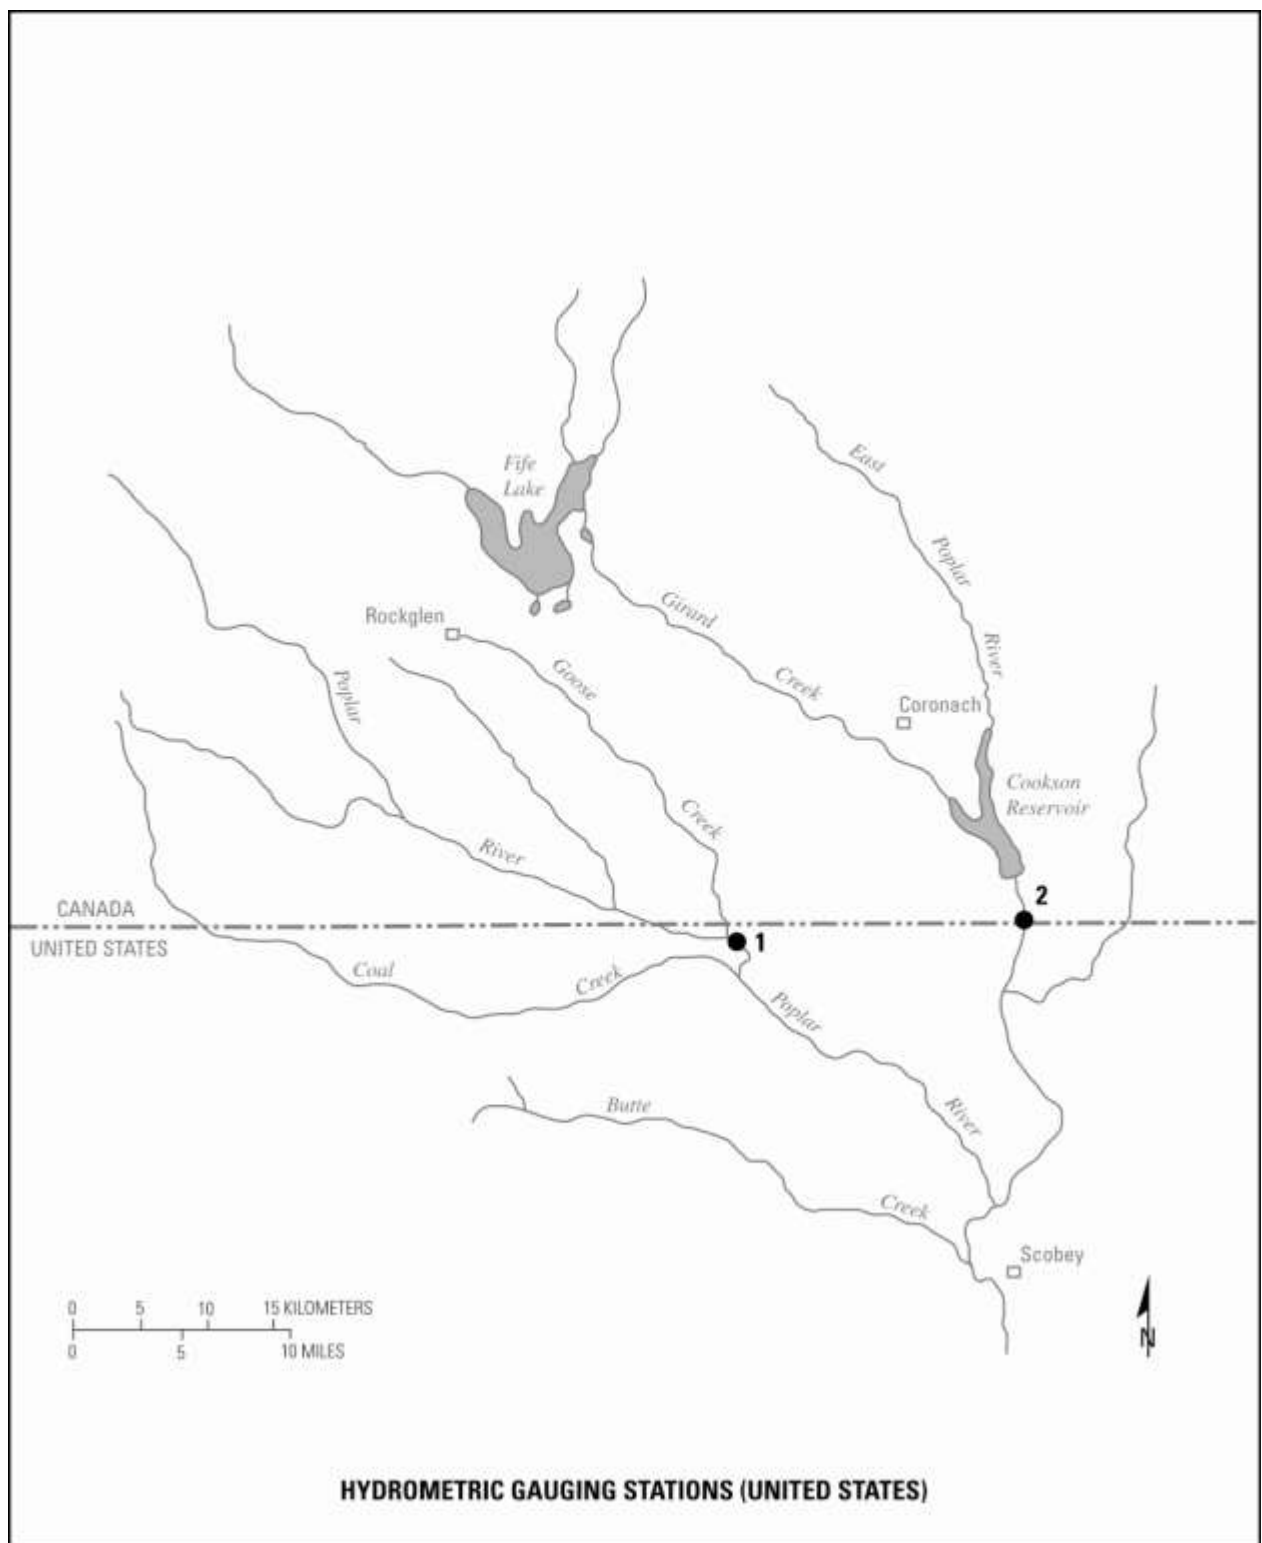 Fife
Lake
East
Poplar
River
Rockglen
Girard
Creek
Poplar
Goose
Coronach
Cookson
Reservoir
Creek
River
2
CANADA
UNITED STATES
1
Coal
Creek
Poplar
River
Butte
Creek
Scobey
0 5 10 15 KILOMETERS
0 5 10 MILES
N
HYDROMETRIC GAUGING STATIONS (UNITED STATES)